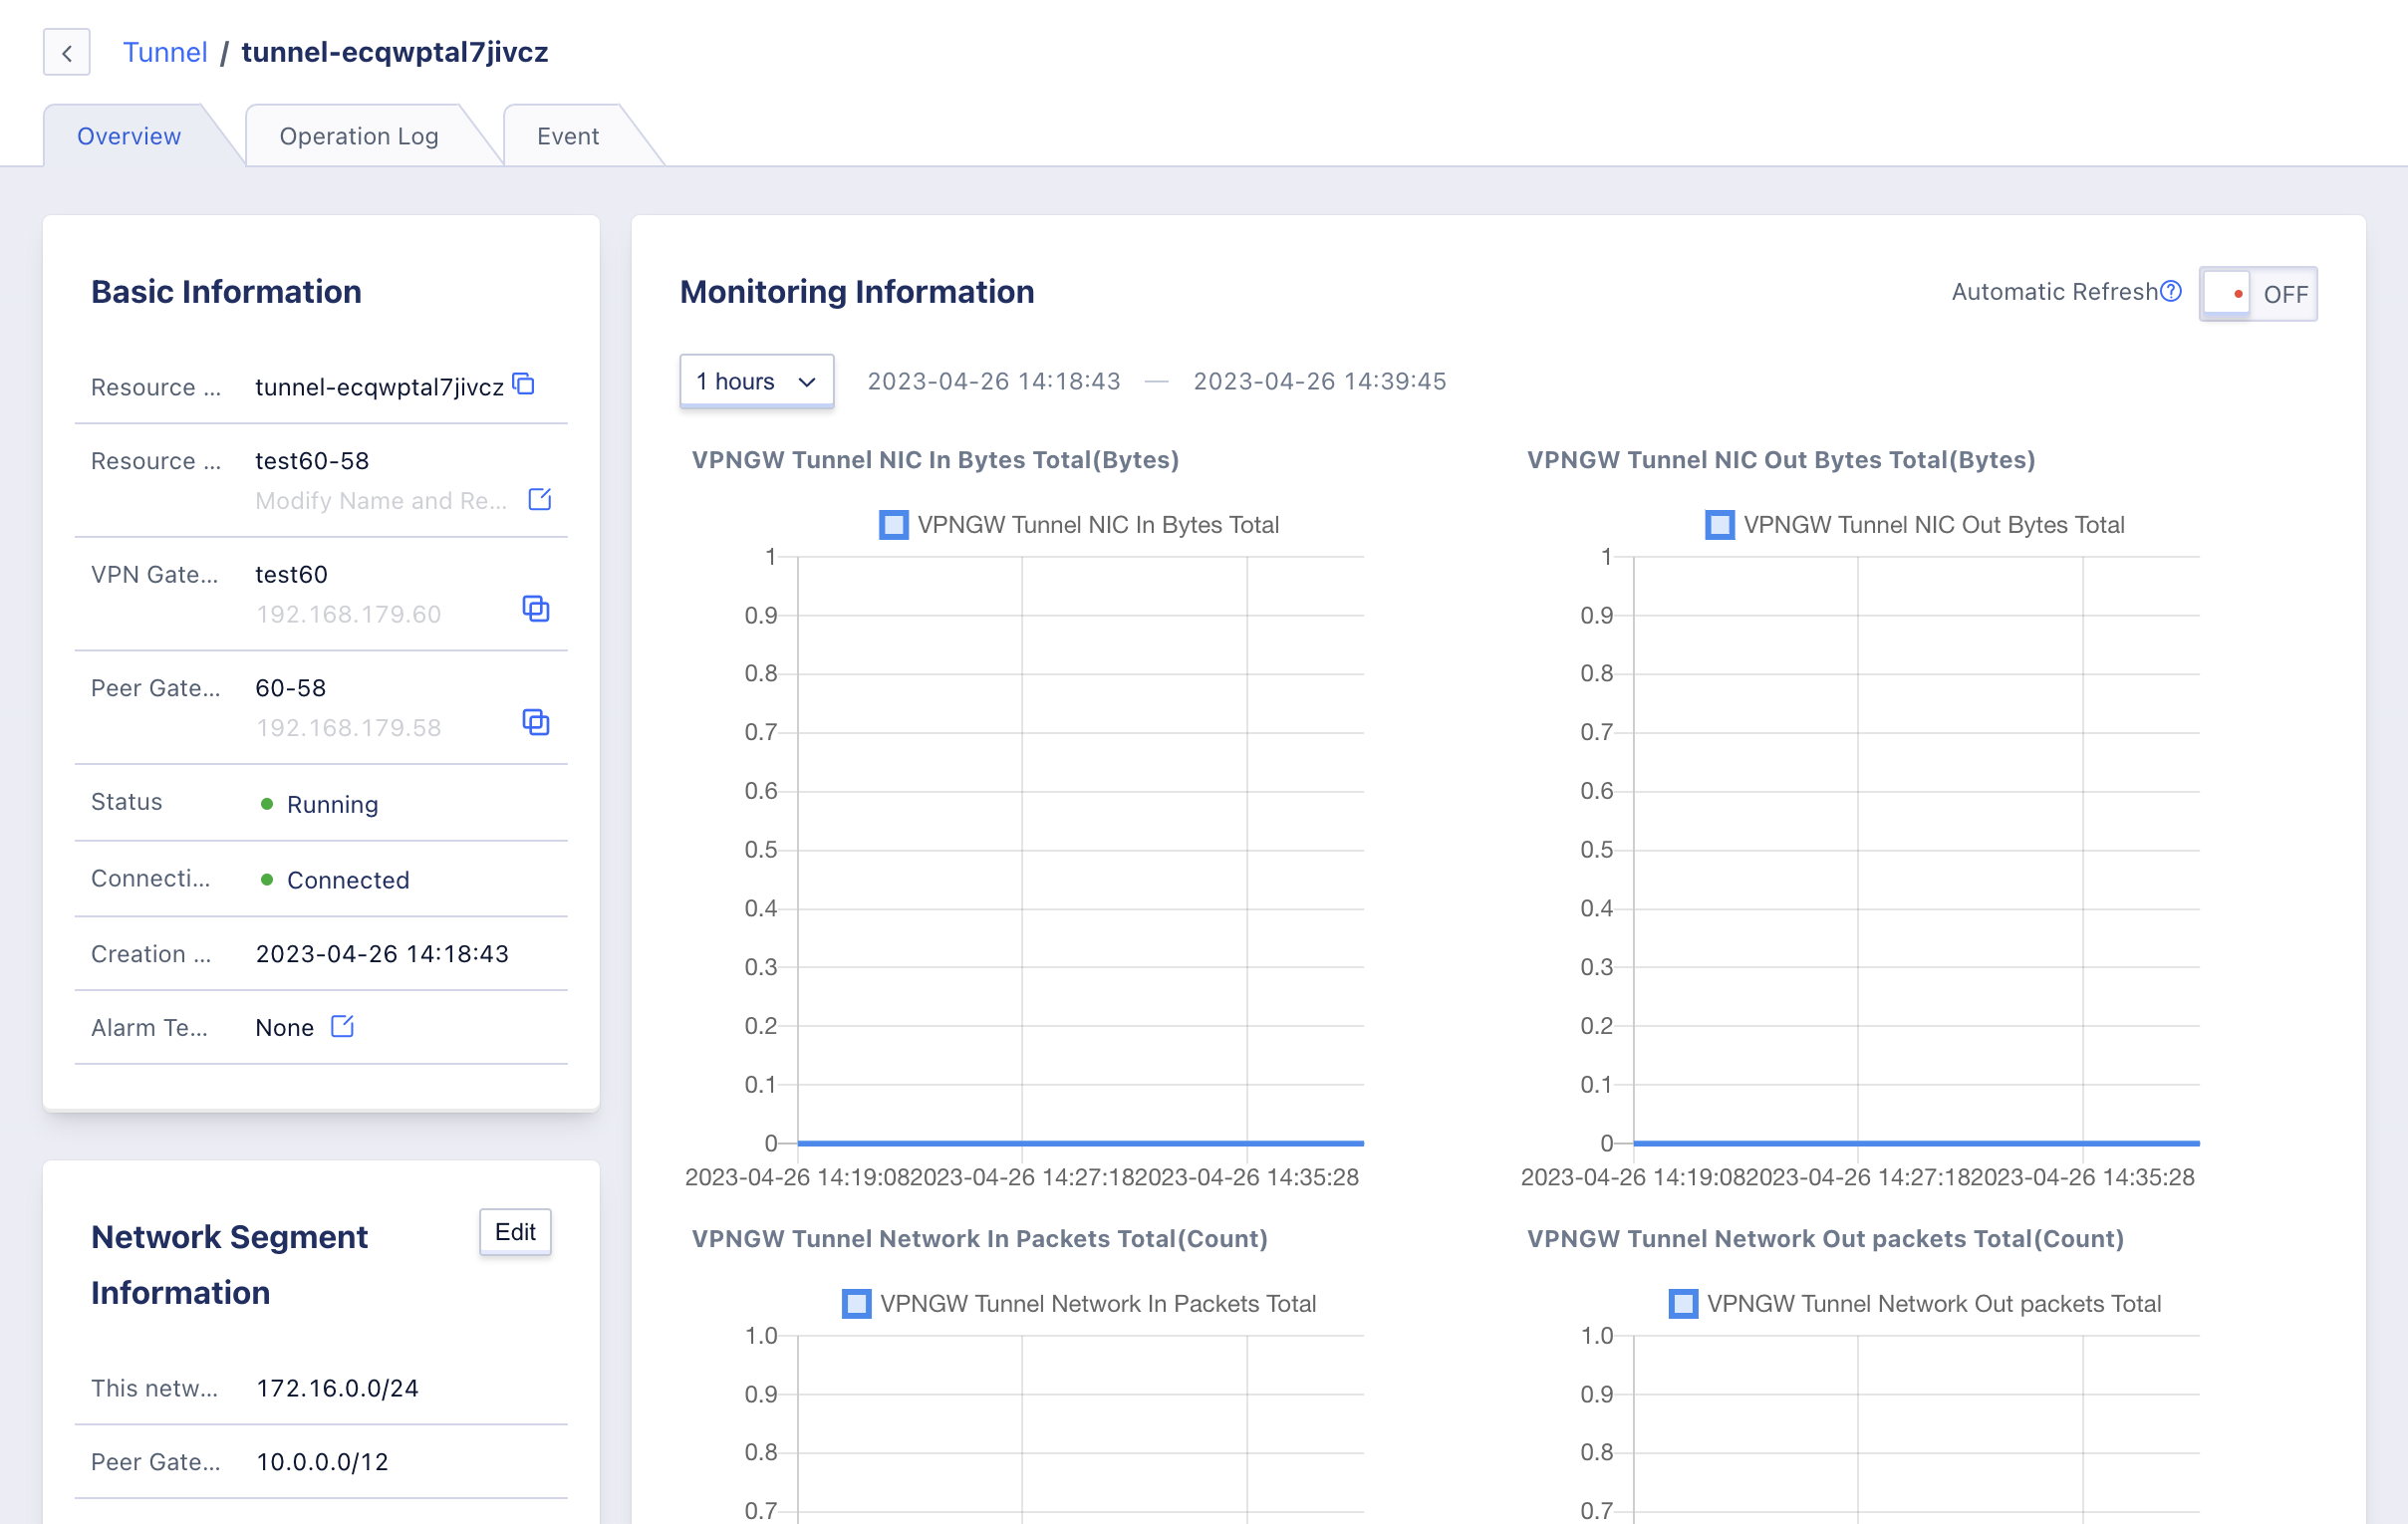 Tunnel / tunnel-ecqwptal7jivcz
Overview
Operation Log
Event
Basic Information
Resource ... tunnel-ecqwptal7jivcz
Resource ... test60-58
Modify Name and Re...
VPN Gate... test60
192.168.179.60
Peer Gate... 60-58
192.168.179.58
Status Running
Connecti... Connected
Creation ... 2023-04-26 14:18:43
Alarm Te... None
Network Segment
Information
Edit
This netw... 172.16.0.0/24
Peer Gate... 10.0.0.0/12
Monitoring Information
Automatic Refresh
?
OFF
1 hours
2023-04-26 14:18:43 — 2023-04-26 14:39:45
VPNGW Tunnel NIC In Bytes Total(Bytes)
VPNGW Tunnel NIC In Bytes Total
1
0.9
0.8
0.7
0.6
0.5
0.4
0.3
0.2
0.1
0
2023-04-26 14:19:082023-04-26 14:27:182023-04-26 14:35:28
VPNGW Tunnel NIC Out Bytes Total(Bytes)
VPNGW Tunnel NIC Out Bytes Total
1
0.9
0.8
0.7
0.6
0.5
0.4
0.3
0.2
0.1
0
2023-04-26 14:19:082023-04-26 14:27:182023-04-26 14:35:28
VPNGW Tunnel Network In Packets Total(Count)
VPNGW Tunnel Network In Packets Total
1.0
0.9
0.8
0.7
VPNGW Tunnel Network Out packets Total(Count)
VPNGW Tunnel Network Out packets Total
1.0
0.9
0.8
0.7